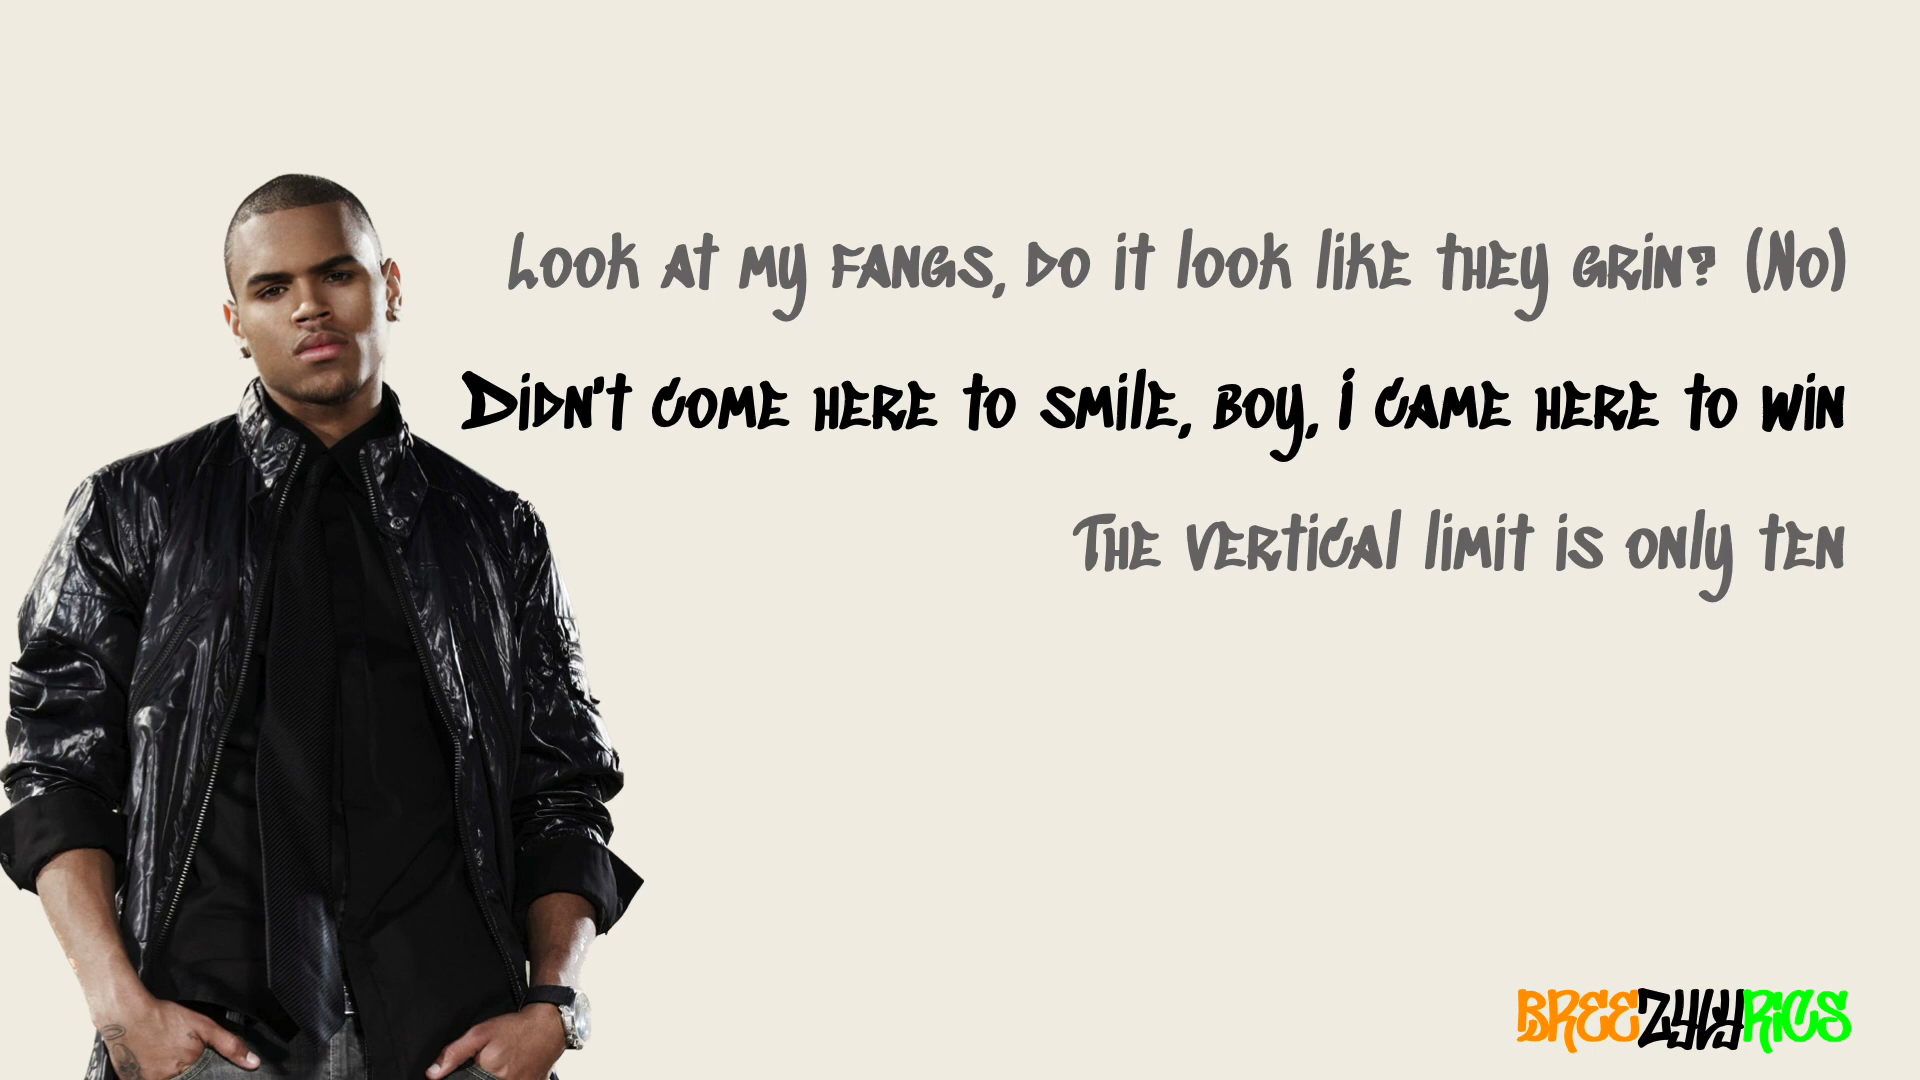 Look at my fangs, do it look like they grin? (No)
Didn't come here to smile, boy, I came here to win
The vertical limit is only ten
BREEZYLYRICS